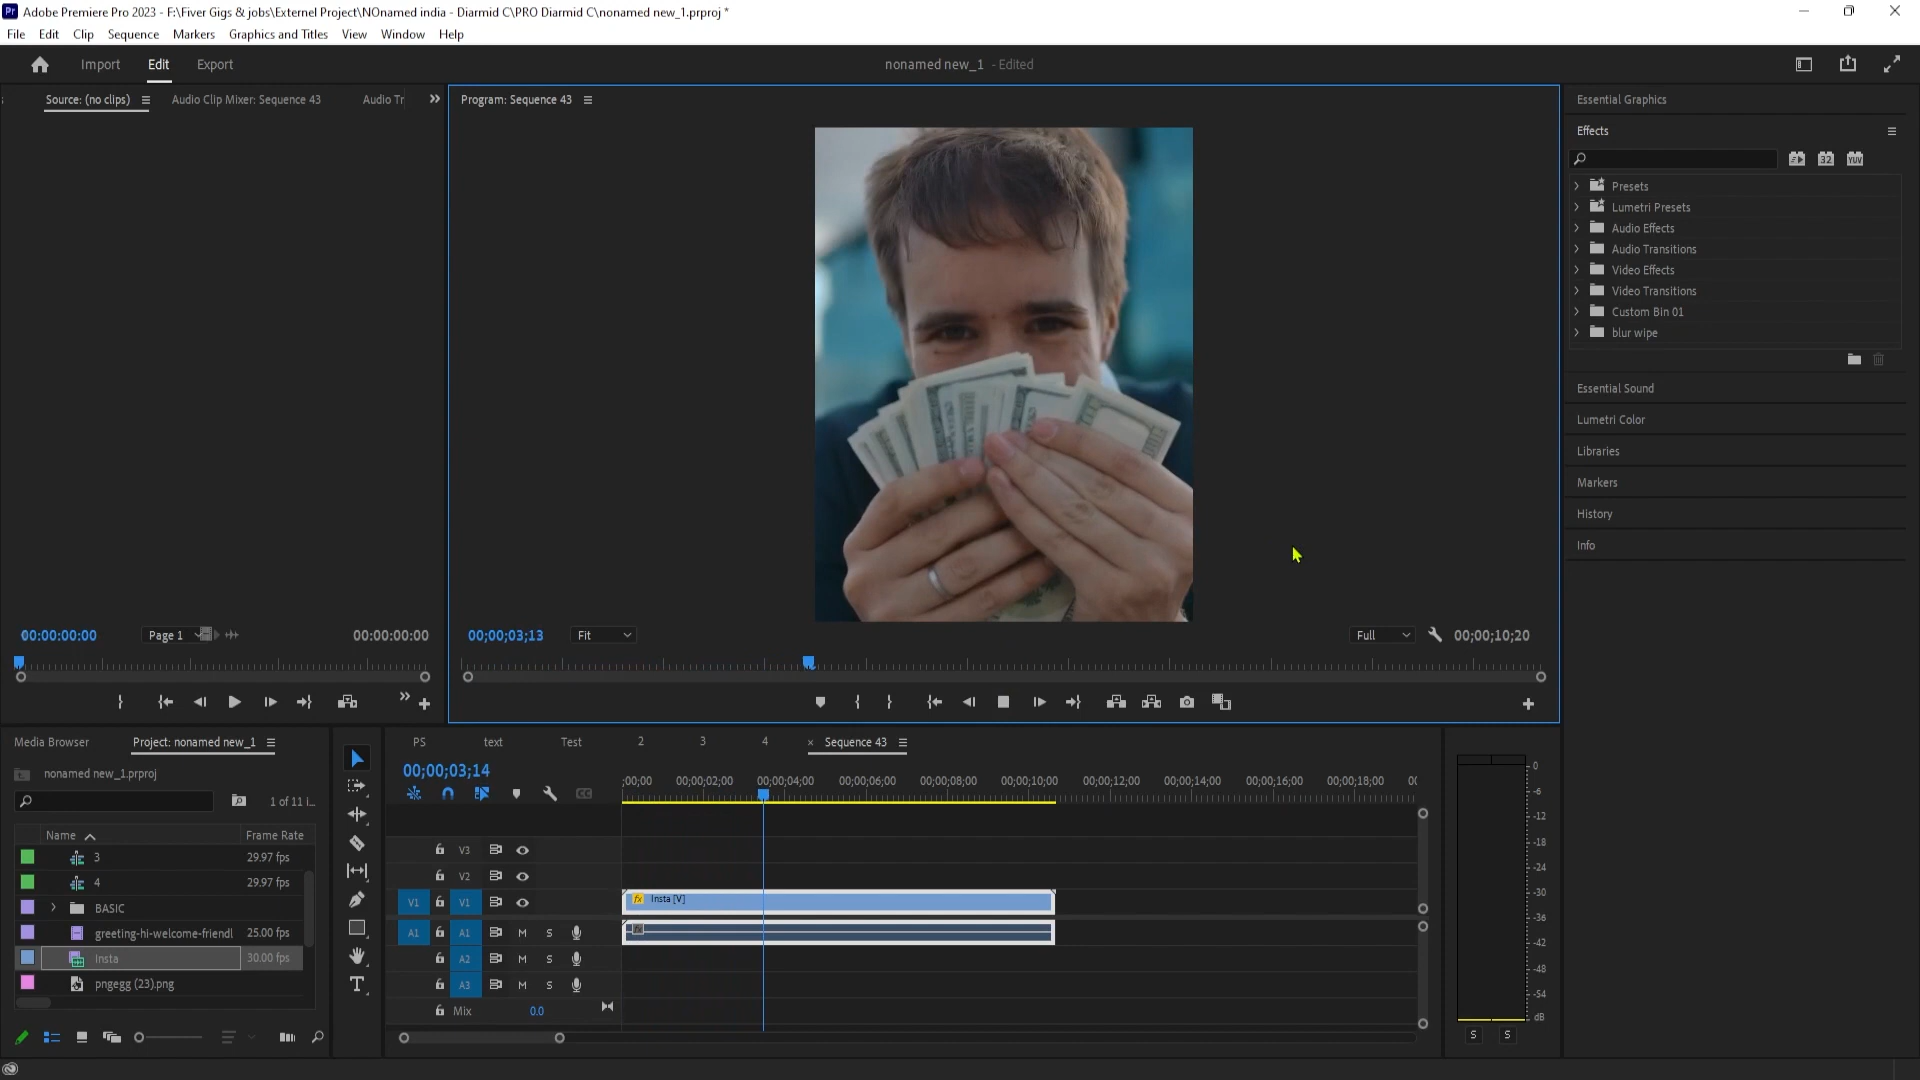 Pr Adobe Premiere Pro 2023 - F:\Fiver Gigs & jobs\Externel Project\NOnamed india - Diarmid C\PRO Diarmid C\nonamed new_1.prproj *
File Edit Clip Sequence Markers Graphics and Titles View Window Help
Import Edit Export nonamed new_1 - Edited
Source: (no clips) Audio Clip Mixer: Sequence 43 Audio Tr
Program: Sequence 43
Essential Graphics
Effects
32 YUV
Presets
Lumetri Presets
Audio Effects
Audio Transitions
Video Effects
Video Transitions
Custom Bin 01
blur wipe
Essential Sound
Lumetri Color
Libraries
Markers
History
Info
00:00:00:00 Page 1 00:00:00:00
00;00;03;13 Fit Full 00;00;10;20
Media Browser Project: nonamed new_1
nonamed new_1.prproj
1 of 11 i...
Name Frame Rate
3 29.97 fps
4 29.97 fps
BASIC
greeting-hi-welcome-friendl 25.00 fps
Insta 30.00 fps
pngegg (23).png
PS text Test 2 3 4 × Sequence 43
00;00;03;14
;00;00 00;00;02;00 00;00;04;00 00;00;06;00 00;00;08;00 00;00;10;00 00;00;12;00 00;00;14;00 00;00;16;00 00;00;18;00 00
V3
V2
V1 V1 fx Insta [V]
A1 A1 M S fx
A2 M S
A3 M S
Mix 0.0
0
-6
-12
-18
-24
-30
-36
-42
-48
-54
dB
S S